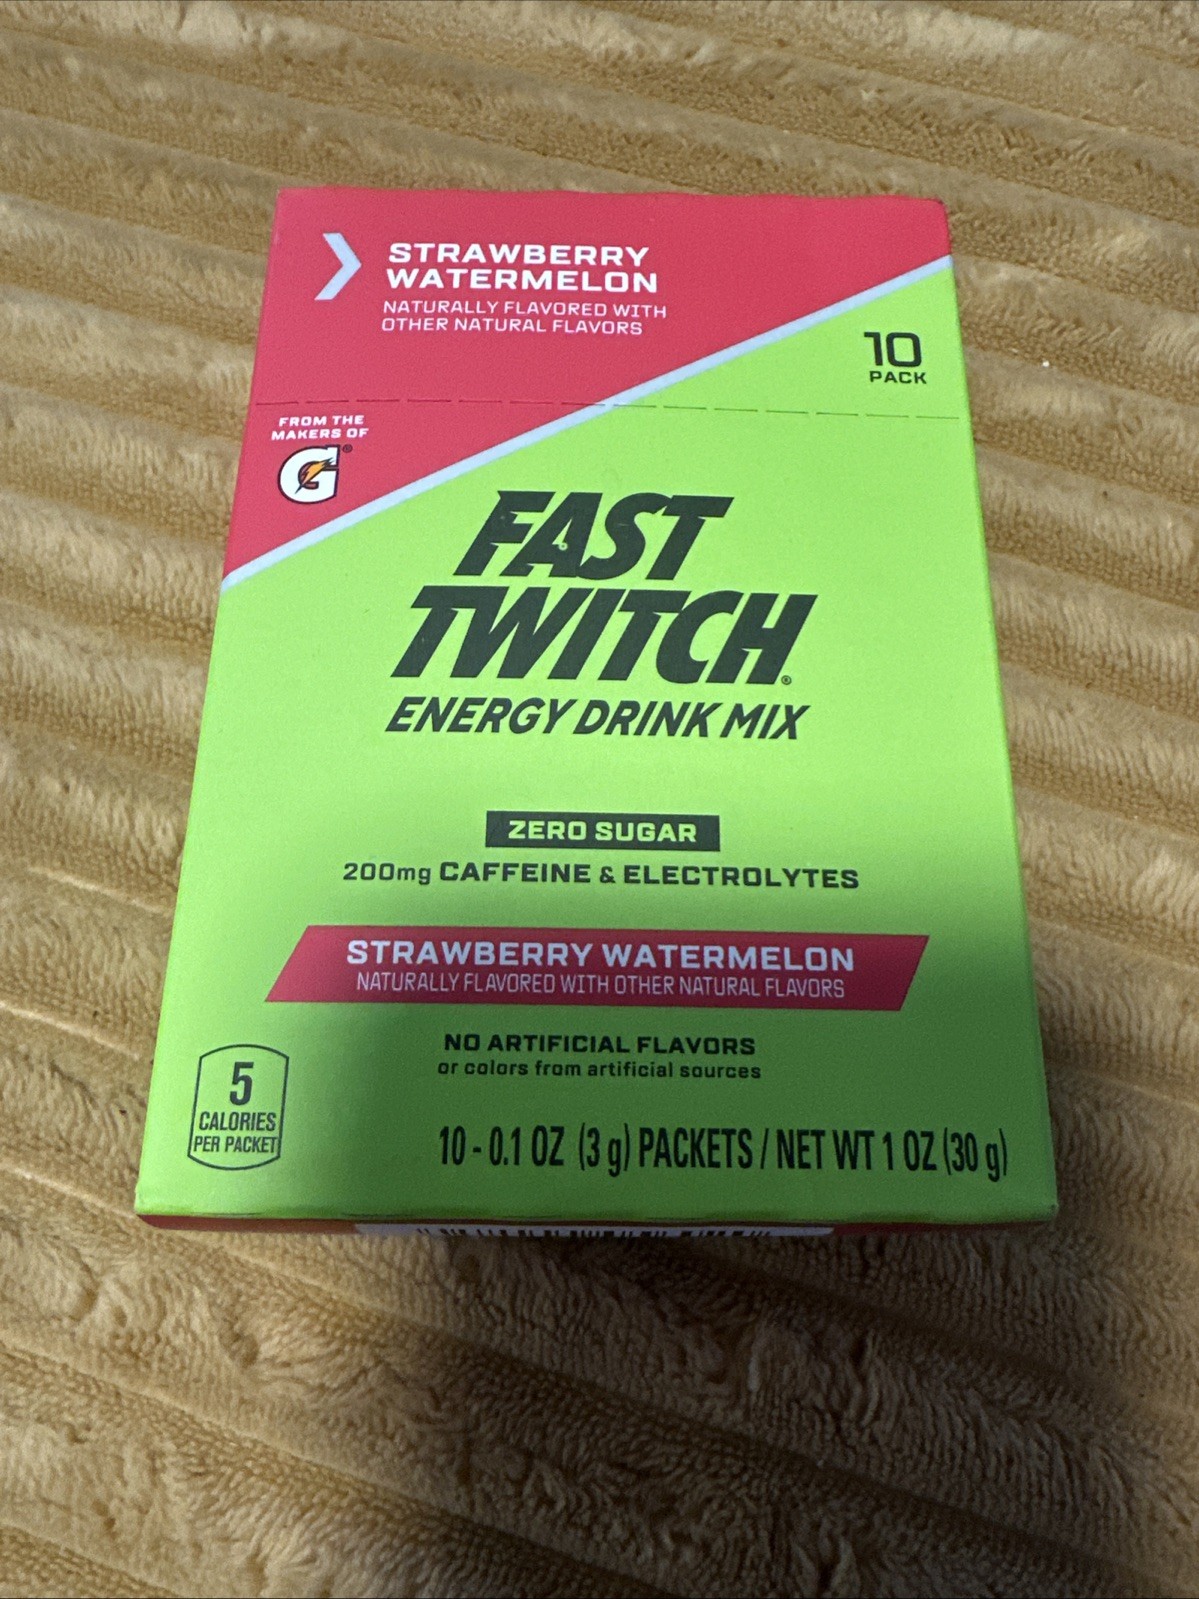 STRAWBERRY
WATERMELON
NATURALLY FLAVORED WITH
OTHER NATURAL FLAVORS
10
PACK
FROM THE
MAKERS OF
G®
FAST
TWITCH®
ENERGY DRINK MIX
ZERO SUGAR
200mg CAFFEINE & ELECTROLYTES
STRAWBERRY WATERMELON
NATURALLY FLAVORED WITH OTHER NATURAL FLAVORS
NO ARTIFICIAL FLAVORS
or colors from artificial sources
5
CALORIES
PER PACKET
10 - 0.1 OZ (3 g) PACKETS / NET WT 1 OZ (30 g)